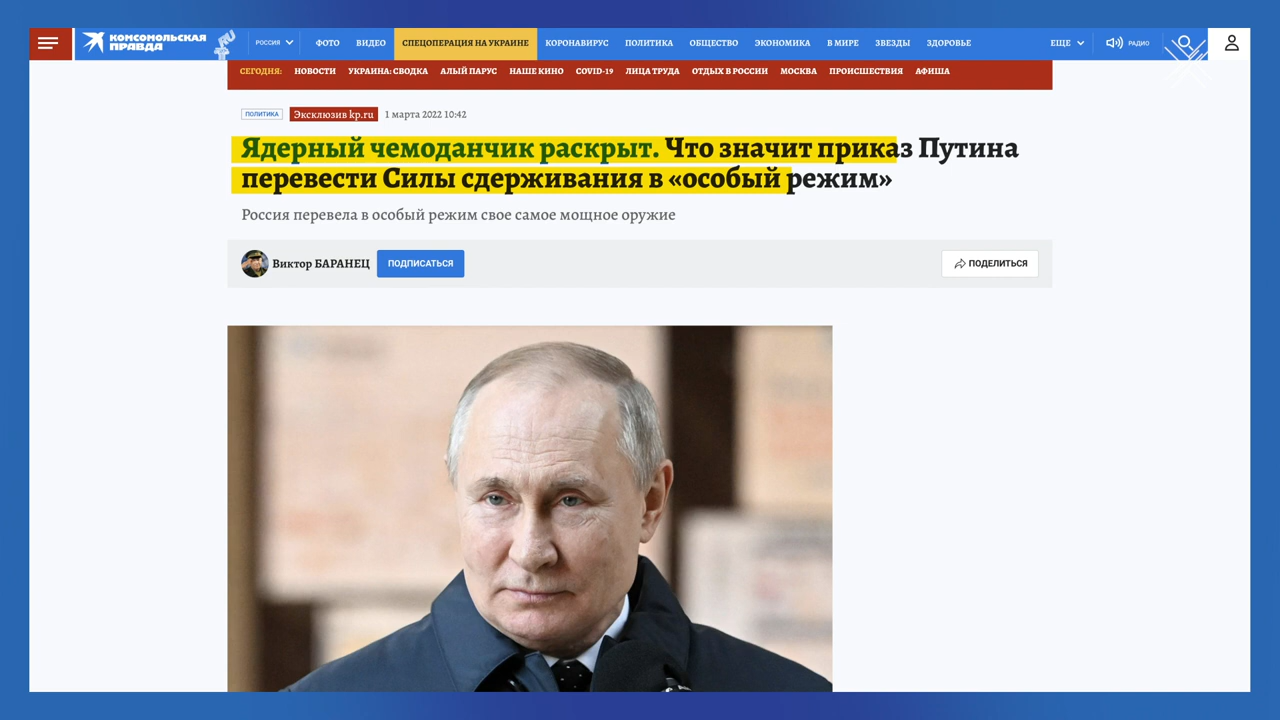 КОМСОМОЛЬСКАЯ
ПРАВДА
РОССИЯ
ФОТО ВИДЕО СПЕЦОПЕРАЦИЯ НА УКРАИНЕ КОРОНАВИРУС ПОЛИТИКА ОБЩЕСТВО ЭКОНОМИКА В МИРЕ ЗВЕЗДЫ ЗДОРОВЬЕ ЕЩЕ РАДИО
СЕГОДНЯ: НОВОСТИ УКРАИНА: СВОДКА АЛЫЙ ПАРУС НАШЕ КИНО COVID-19 ЛИЦА ТРУДА ОТДЫХ В РОССИИ МОСКВА ПРОИСШЕСТВИЯ АФИША
ПОЛИТИКА Эксклюзив kp.ru 1 марта 2022 10:42
Ядерный чемоданчик раскрыт. Что значит приказ Путина
перевести Силы сдерживания в «особый режим»
Россия перевела в особый режим свое самое мощное оружие
Виктор БАРАНЕЦ ПОДПИСАТЬСЯ ПОДЕЛИТЬСЯ